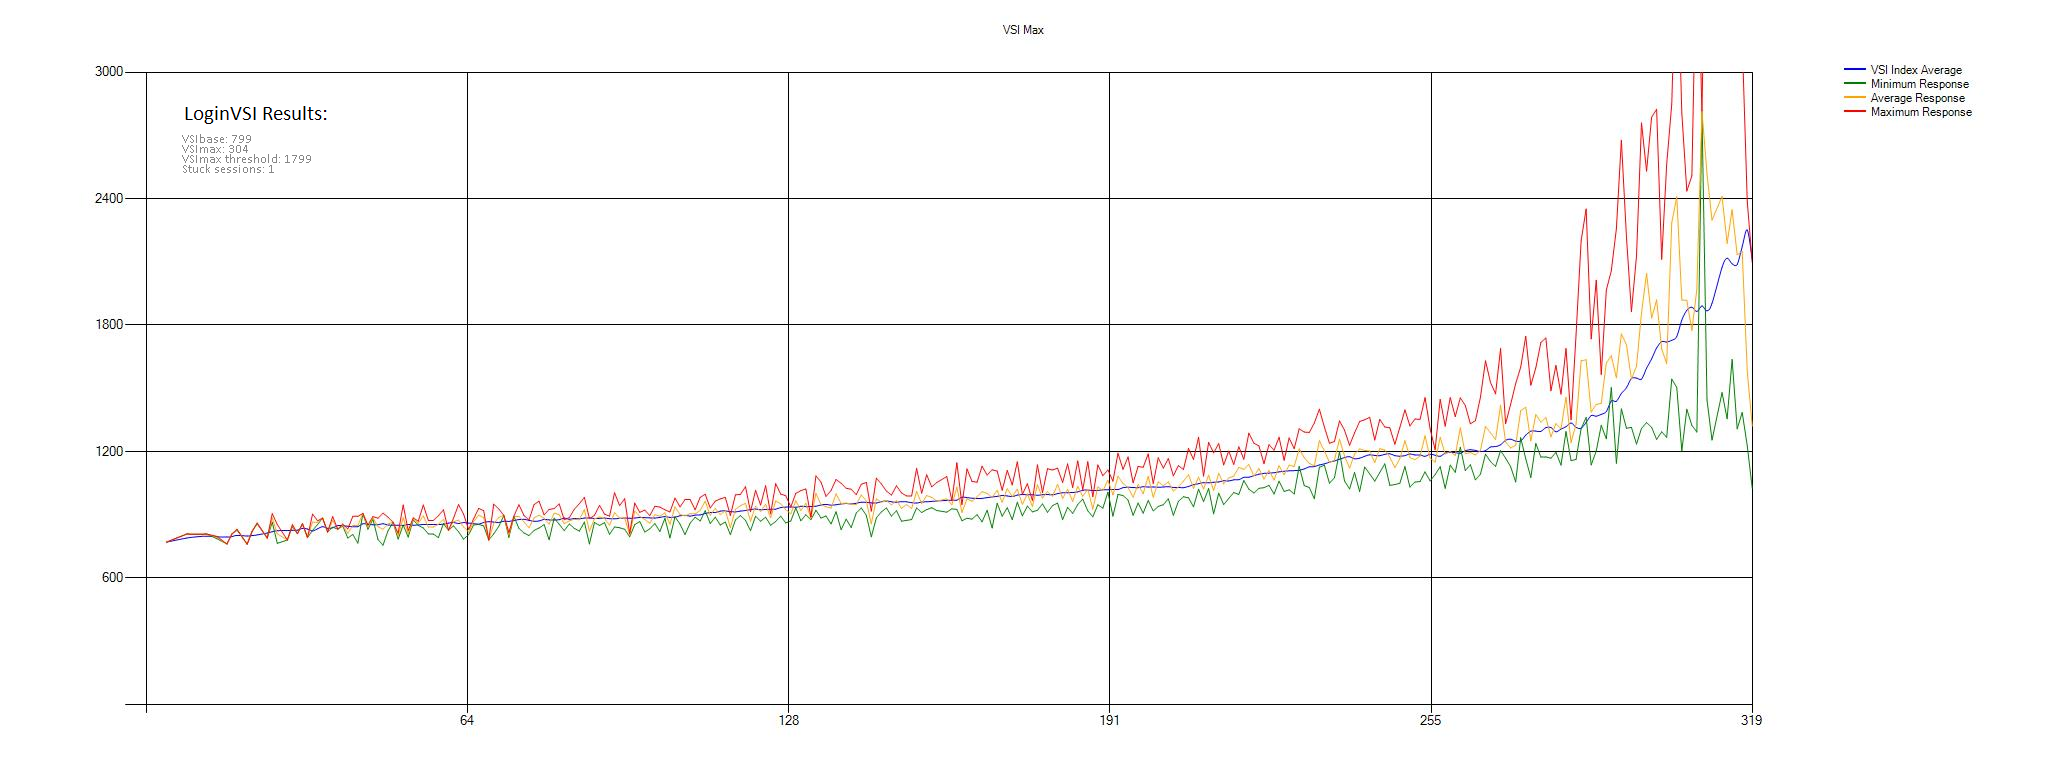 VSI Max
3000
2400
1800
1200
600
LoginVSI Results:
VSIbase: 799
VSImax: 304
VSImax threshold: 1799
Stuck sessions: 1
64
128
191
255
319
VSI Index Average
Minimum Response
Average Response
Maximum Response